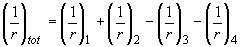 (1/r)_tot = (1/r)_1 + (1/r)_2 − (1/r)_3 − (1/r)_4